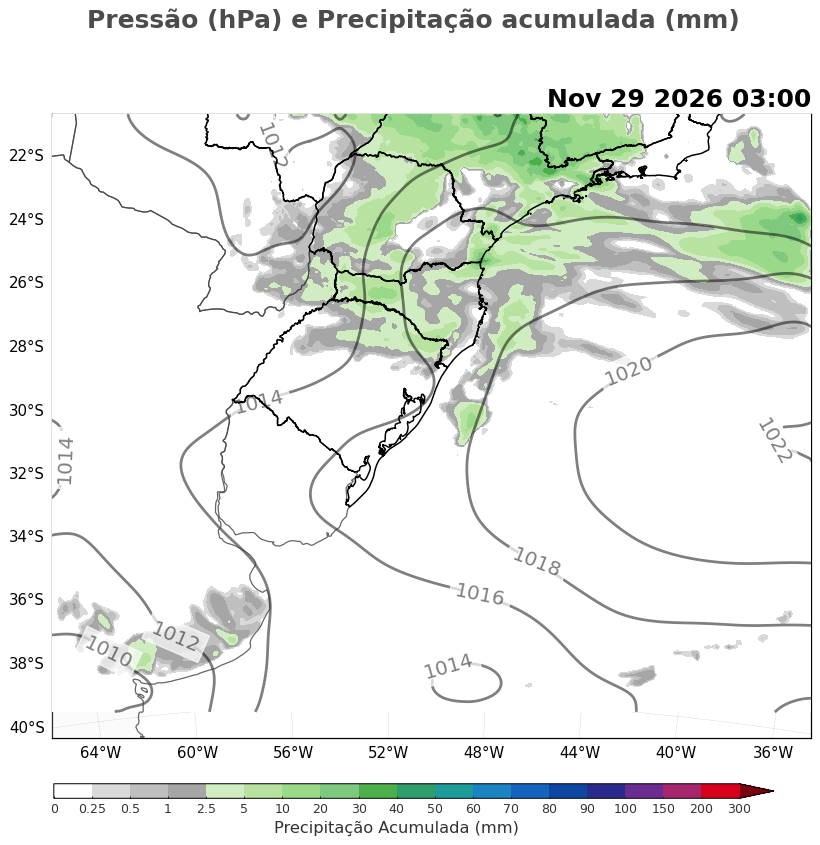 Pressão (hPa) e Precipitação acumulada (mm)
Nov 29 2026 03:00
22°S
24°S
26°S
28°S
30°S
32°S
34°S
36°S
38°S
40°S
1012
1014
1014
1020
1022
1018
1016
1014
1012
1010
64°W 60°W 56°W 52°W 48°W 44°W 40°W 36°W
0 0.25 0.5 1 2.5 5 10 20 30 40 50 60 70 80 90 100 150 200 300
Precipitação Acumulada (mm)